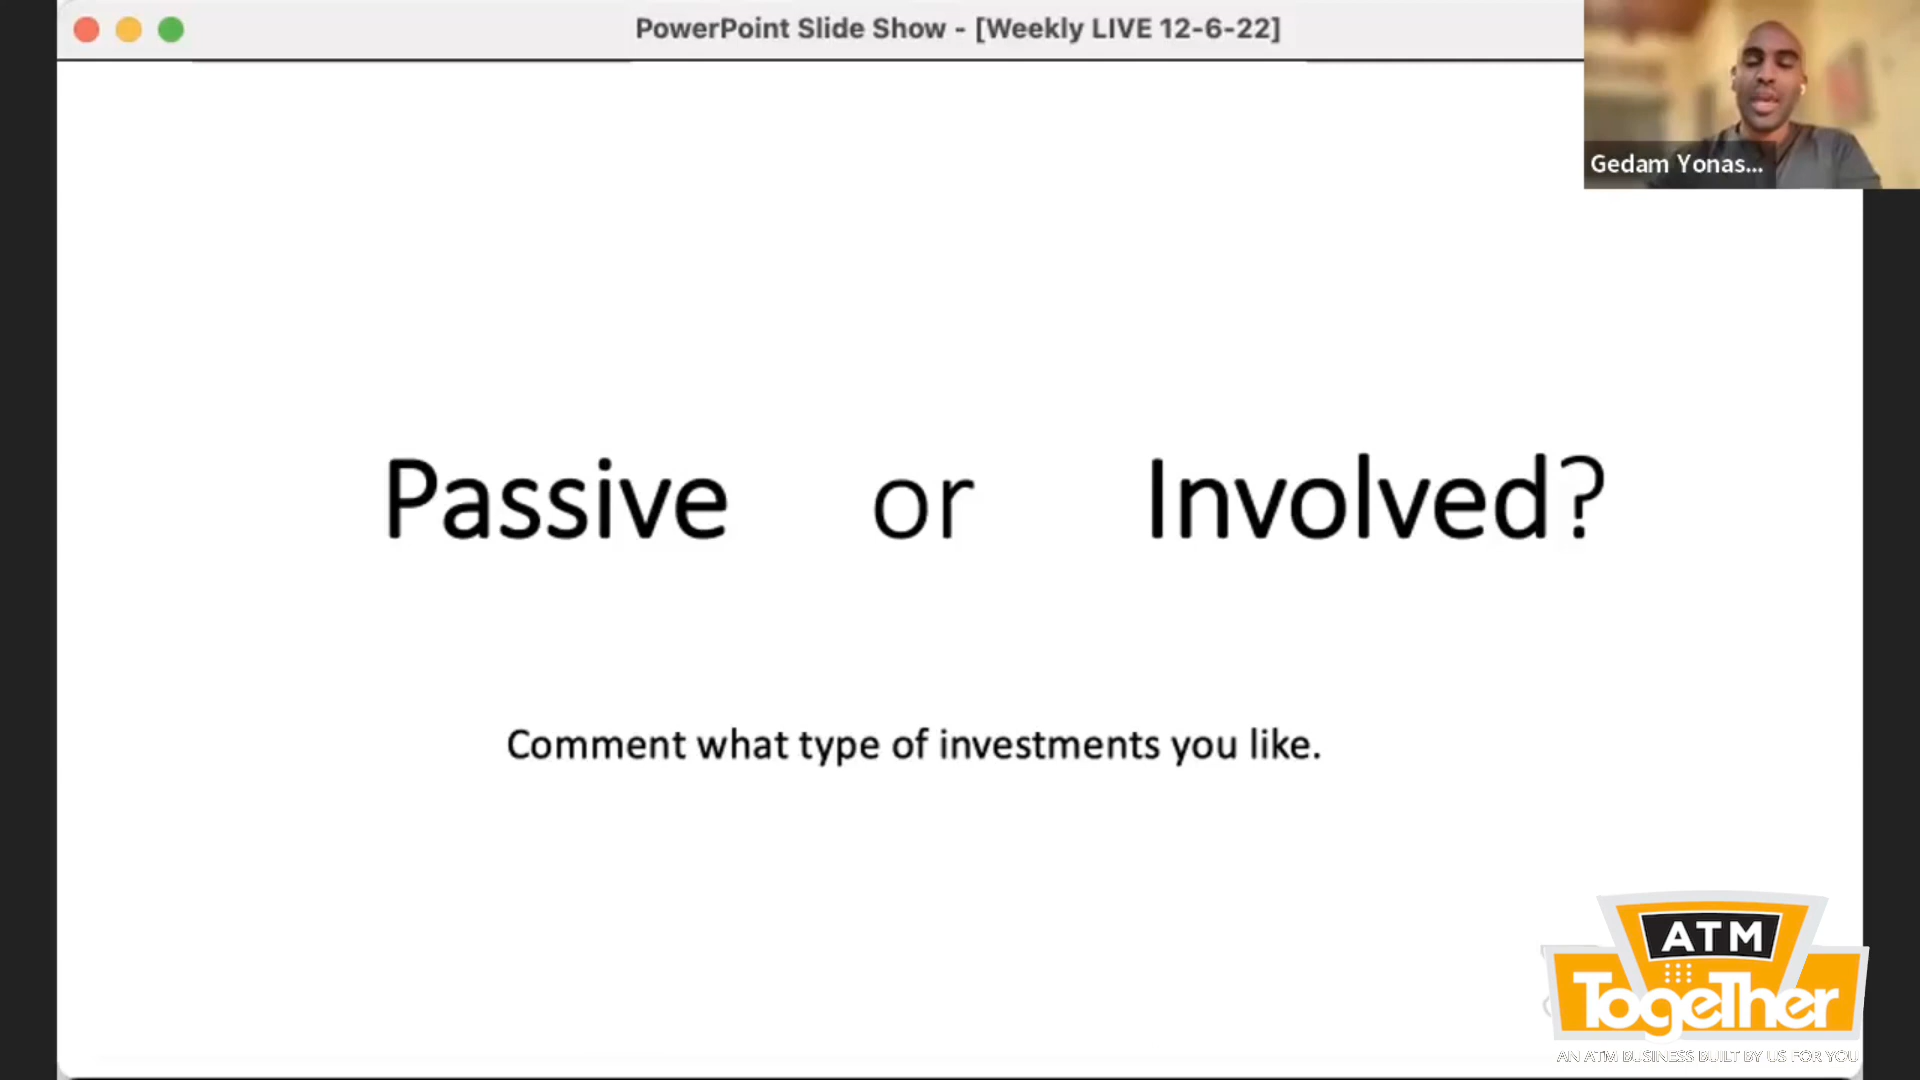 PowerPoint Slide Show - [Weekly LIVE 12-6-22]
Gedam Yonas...
Passive or Involved?
Comment what type of investments you like.
ATM
Together
AN ATM BUSINESS BUILT BY US FOR YOU